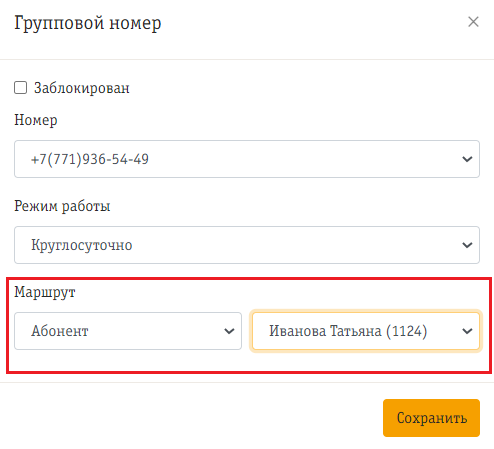 Групповой номер
Заблокирован
Номер
+7(771)936-54-49
Режим работы
Круглосуточно
Маршрут
Абонент Иванова Татьяна (1124)
Сохранить